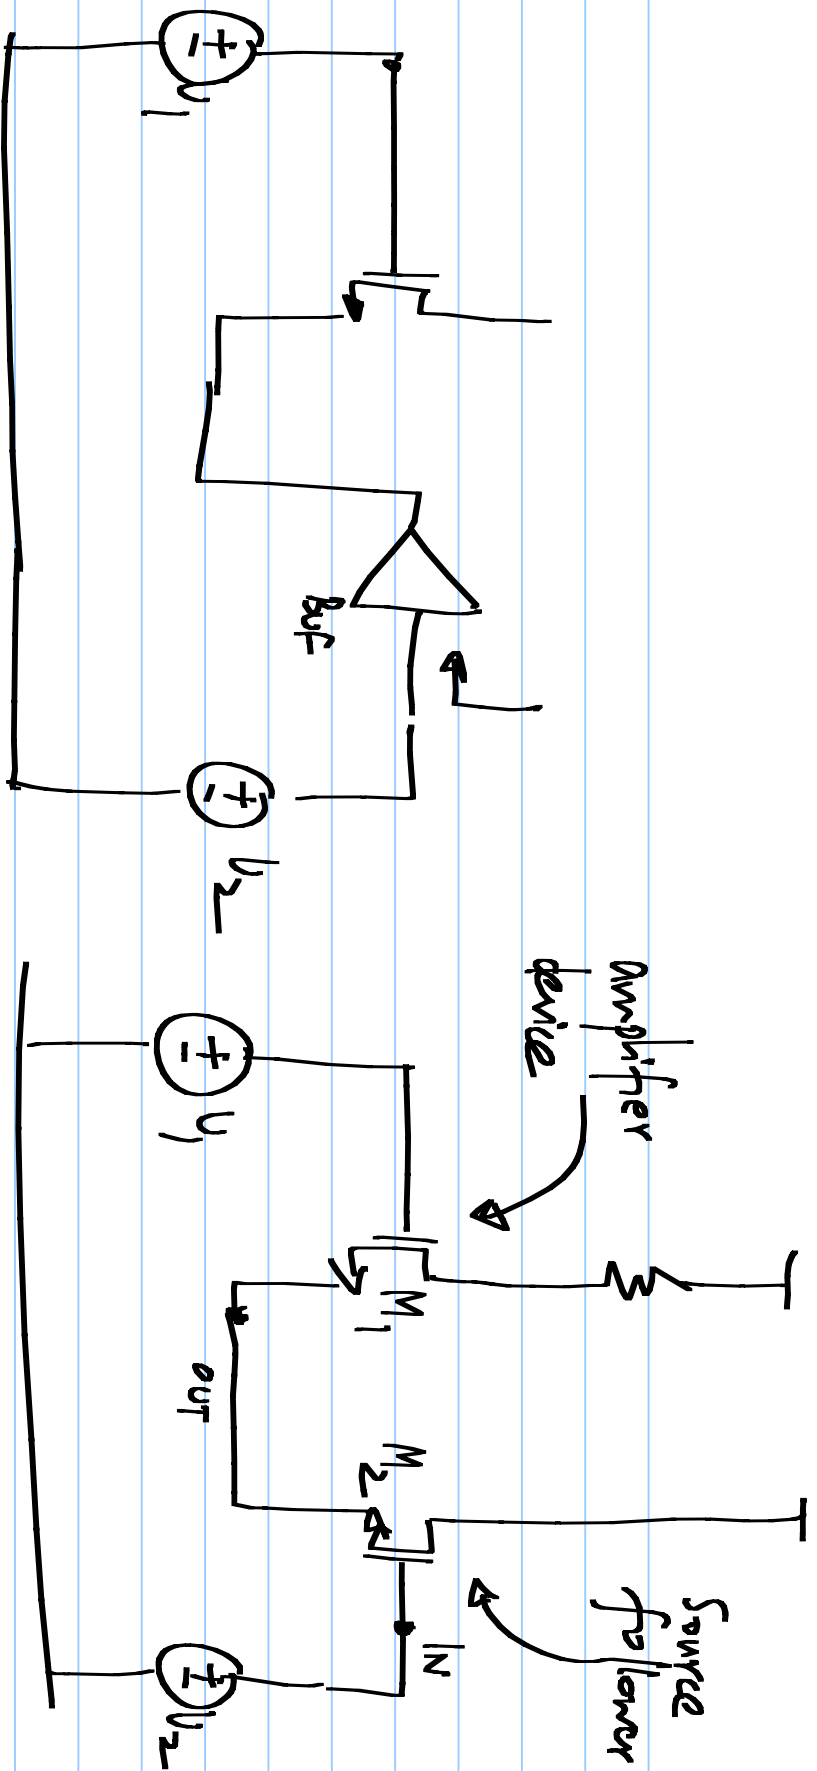 +
-
V1
Buf
+
-
V2
Amplifier
device
+
-
V1
M1
OUT
M2
IN
Source
follower
+
-
V2